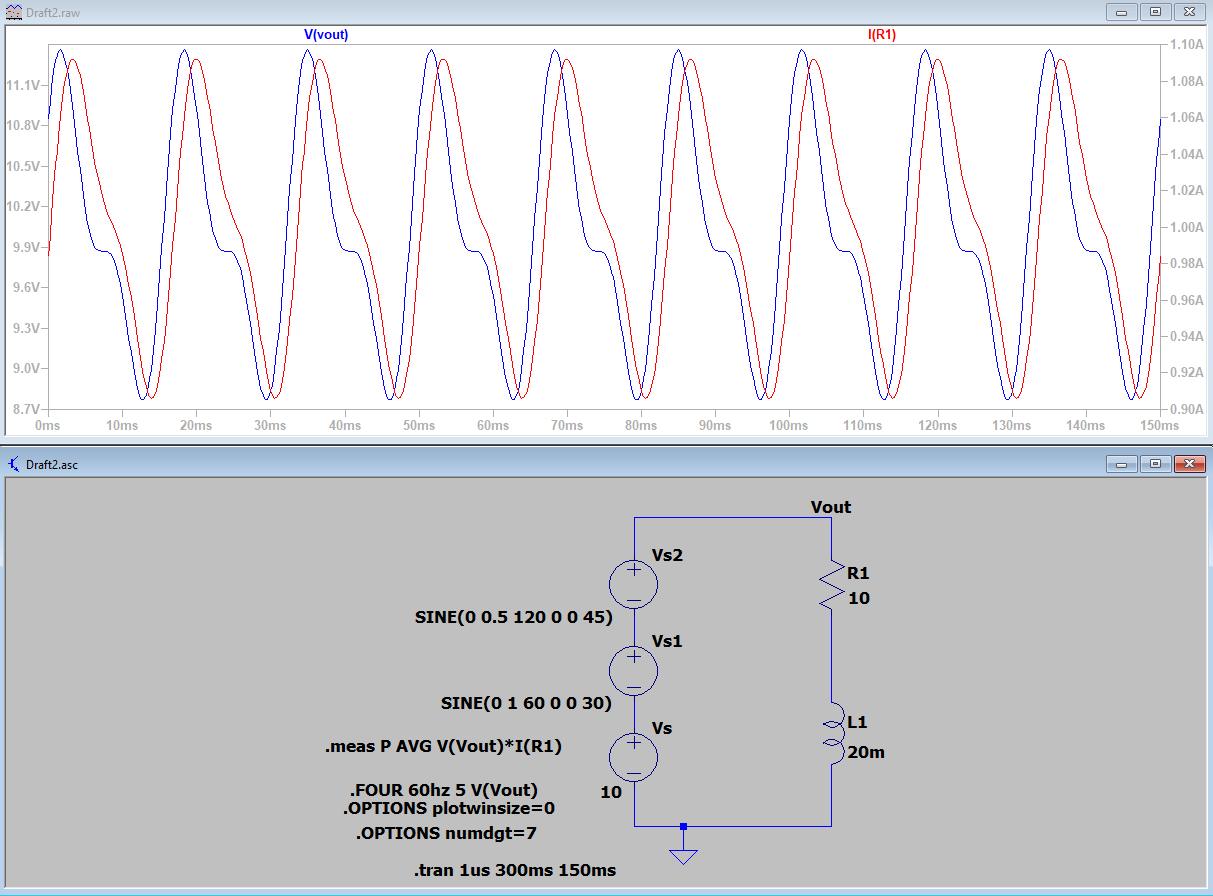 Draft2.raw
V(vout) I(R1)
1.10A
11.1V 1.08A
10.8V 1.06A
10.5V 1.04A
10.2V 1.02A
9.9V 1.00A
9.6V 0.98A
9.3V 0.96A
9.0V 0.94A
8.7V 0.92A
0.90A
0ms 10ms 20ms 30ms 40ms 50ms 60ms 70ms 80ms 90ms 100ms 110ms 120ms 130ms 140ms 150ms
Draft2.asc
Vout
Vs2
R1
10
SINE(0 0.5 120 0 0 45)
Vs1
SINE(0 1 60 0 0 30)
L1
Vs
.meas P AVG V(Vout)*I(R1)
20m
.FOUR 60hz 5 V(Vout)
10
.OPTIONS plotwinsize=0
.OPTIONS numdgt=7
.tran 1us 300ms 150ms